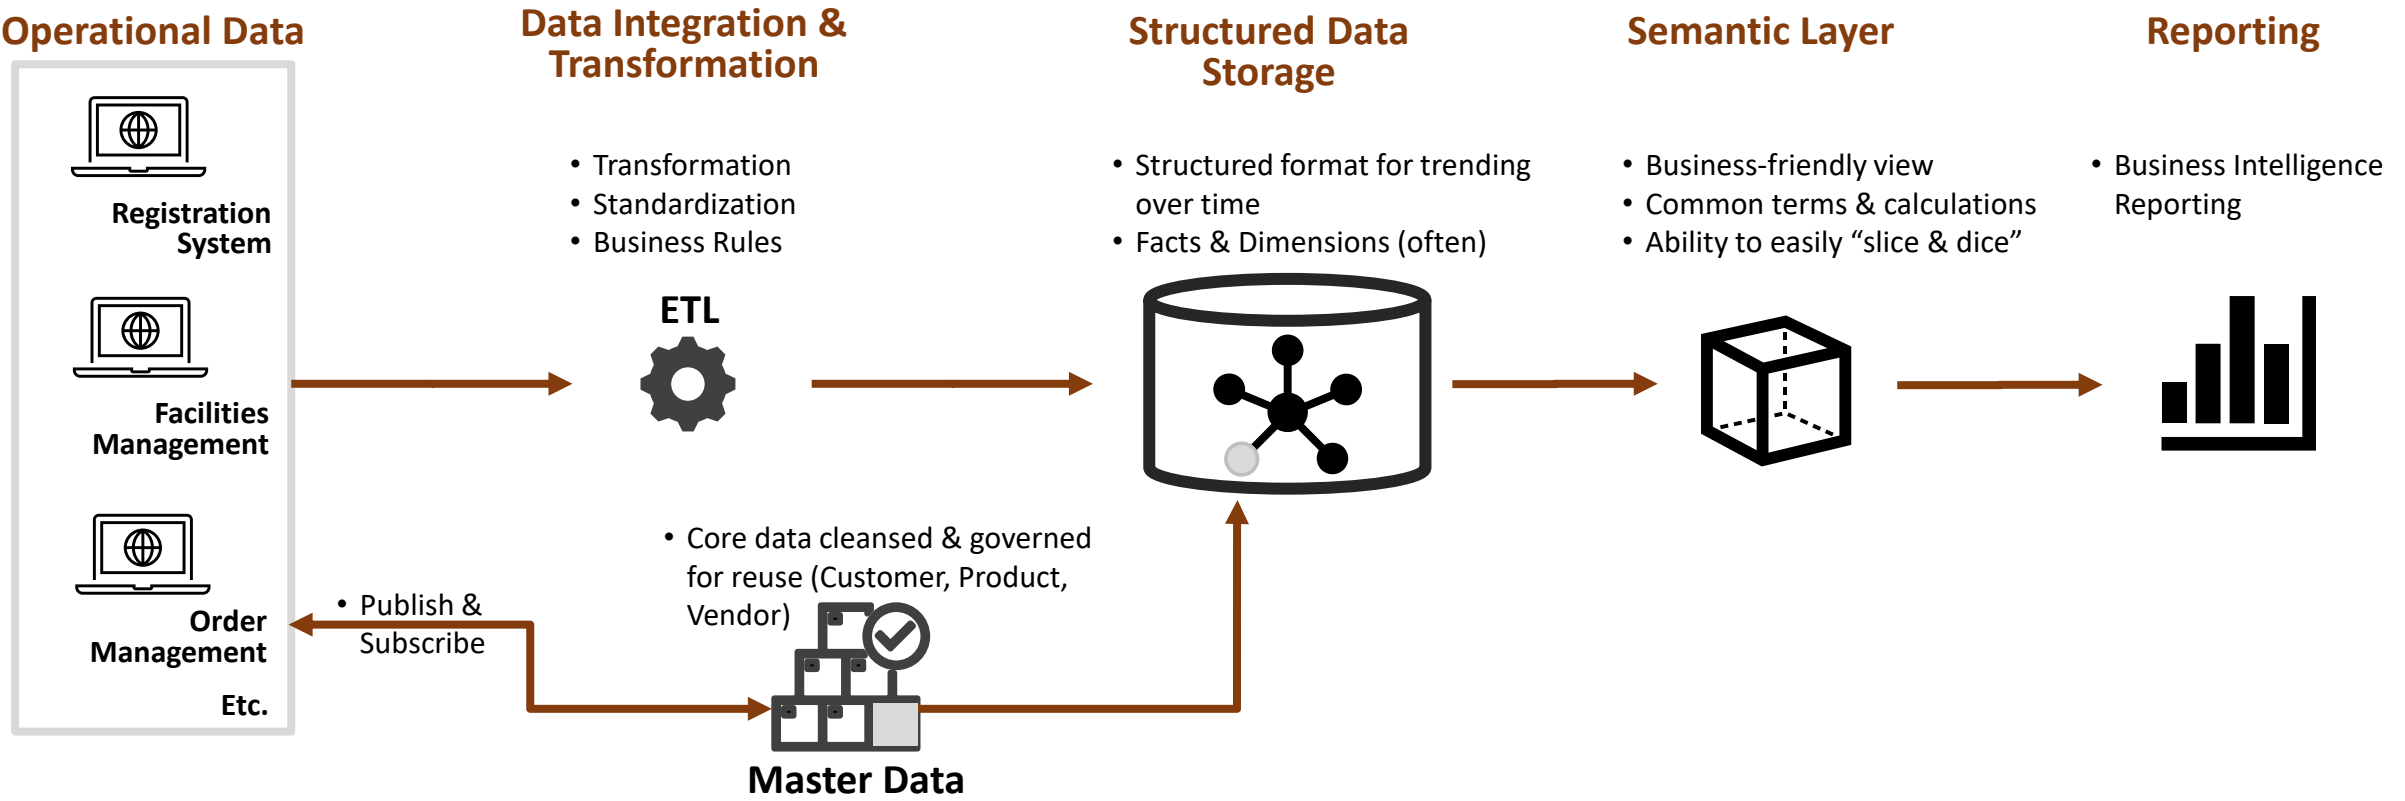 Operational Data
Registration
System
Facilities
Management
Order
Management
Etc.
• Publish &
Subscribe
Data Integration &
Transformation
• Transformation
• Standardization
• Business Rules
ETL
• Core data cleansed & governed
for reuse (Customer, Product,
Vendor)
Master Data
Structured Data
Storage
• Structured format for trending
over time
• Facts & Dimensions (often)
Semantic Layer
• Business-friendly view
• Common terms & calculations
• Ability to easily “slice & dice”
Reporting
• Business Intelligence
Reporting